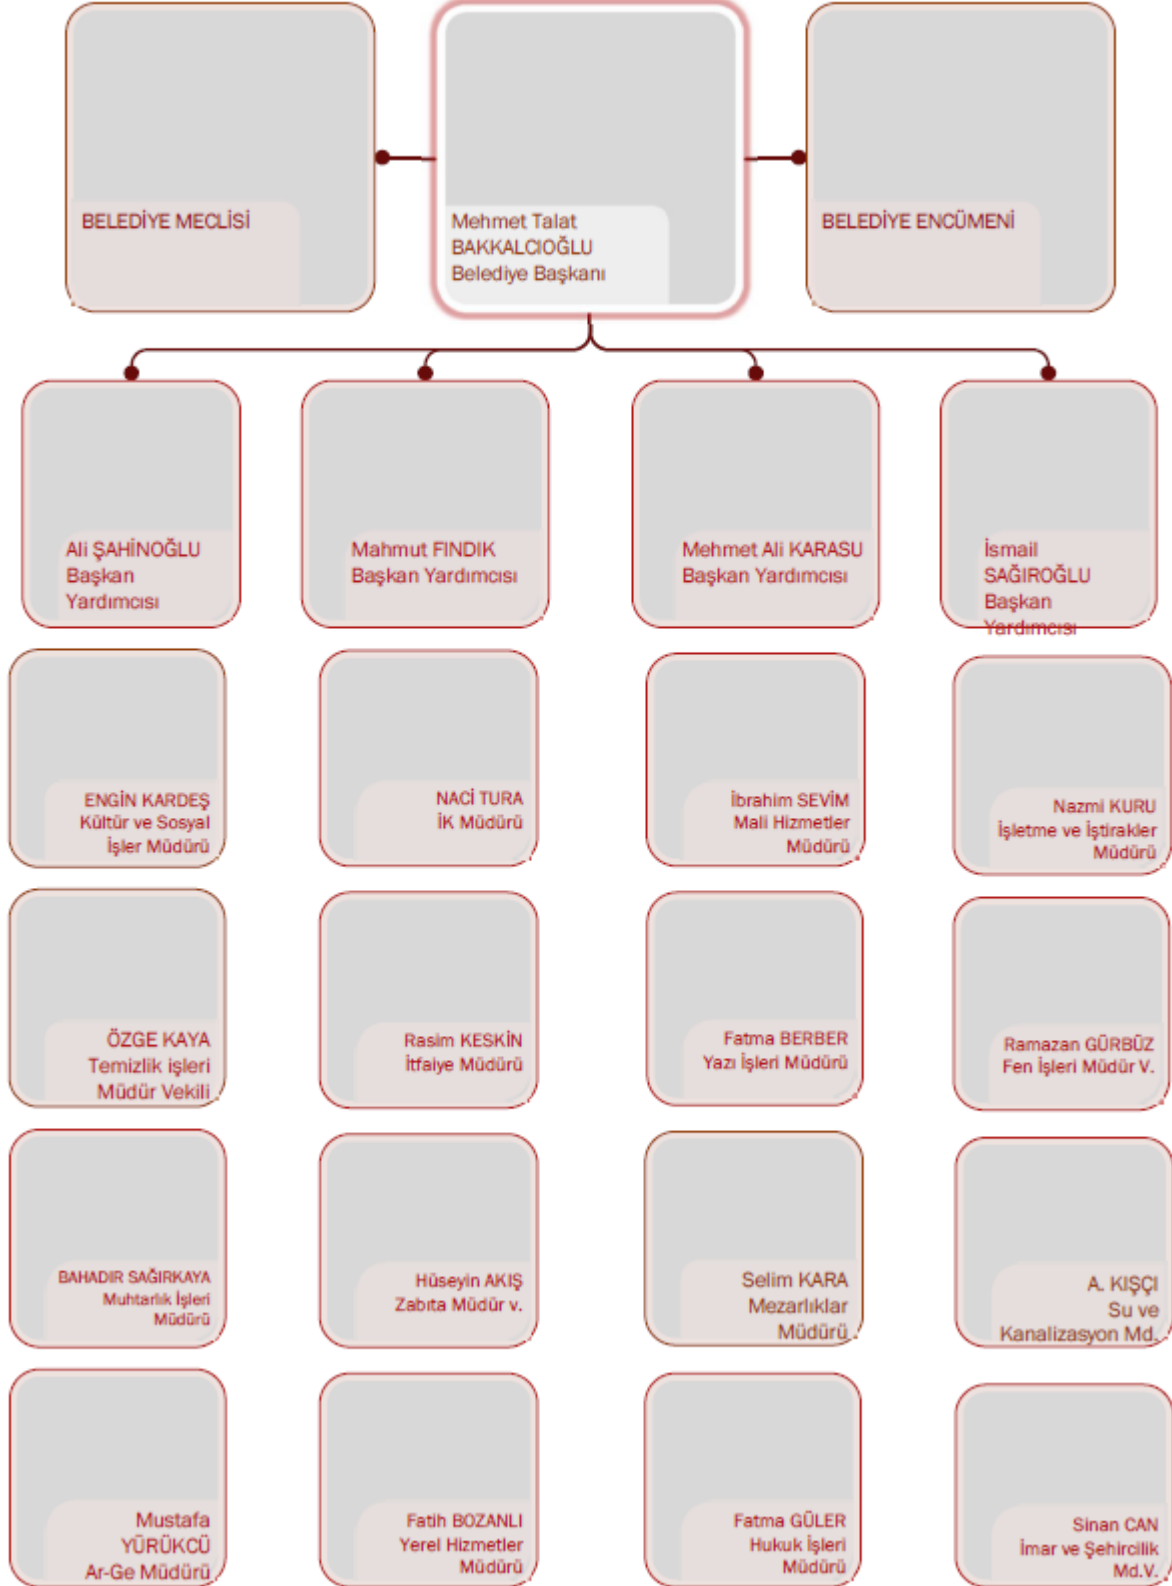 BELEDİYE MECLİSİ
Mehmet Talat
BAKKALCIOĞLU
Belediye Başkanı
BELEDİYE ENCÜMENİ
Ali ŞAHİNOĞLU
Başkan
Yardımcısı
Mahmut FINDIK
Başkan Yardımcısı
Mehmet Ali KARASU
Başkan Yardımcısı
İsmail
SAĞIROĞLU
Başkan
Yardımcısı
ENGİN KARDEŞ
Kültür ve Sosyal
İşler Müdürü
NACİ TURA
İK Müdürü
İbrahim SEVİM
Mali Hizmetler
Müdürü
Nazmi KURU
İşletme ve İştirakler
Müdürü
ÖZGE KAYA
Temizlik işleri
Müdür Vekili
Rasim KESKİN
İtfaiye Müdürü
Fatma BERBER
Yazı İşleri Müdürü
Ramazan GÜRBÜZ
Fen İşleri Müdür V.
BAHADIR SAĞIRKAYA
Muhtarlık İşleri
Müdürü
Hüseyin AKIŞ
Zabıta Müdür v.
Selim KARA
Mezarlıklar
Müdürü
A. KIŞÇI
Su ve
Kanalizasyon Md.
Mustafa
YÜRÜKCÜ
Ar-Ge Müdürü
Fatih BOZANLI
Yerel Hizmetler
Müdürü
Fatma GÜLER
Hukuk İşleri
Müdürü
Sinan CAN
İmar ve Şehircilik
Md.V.